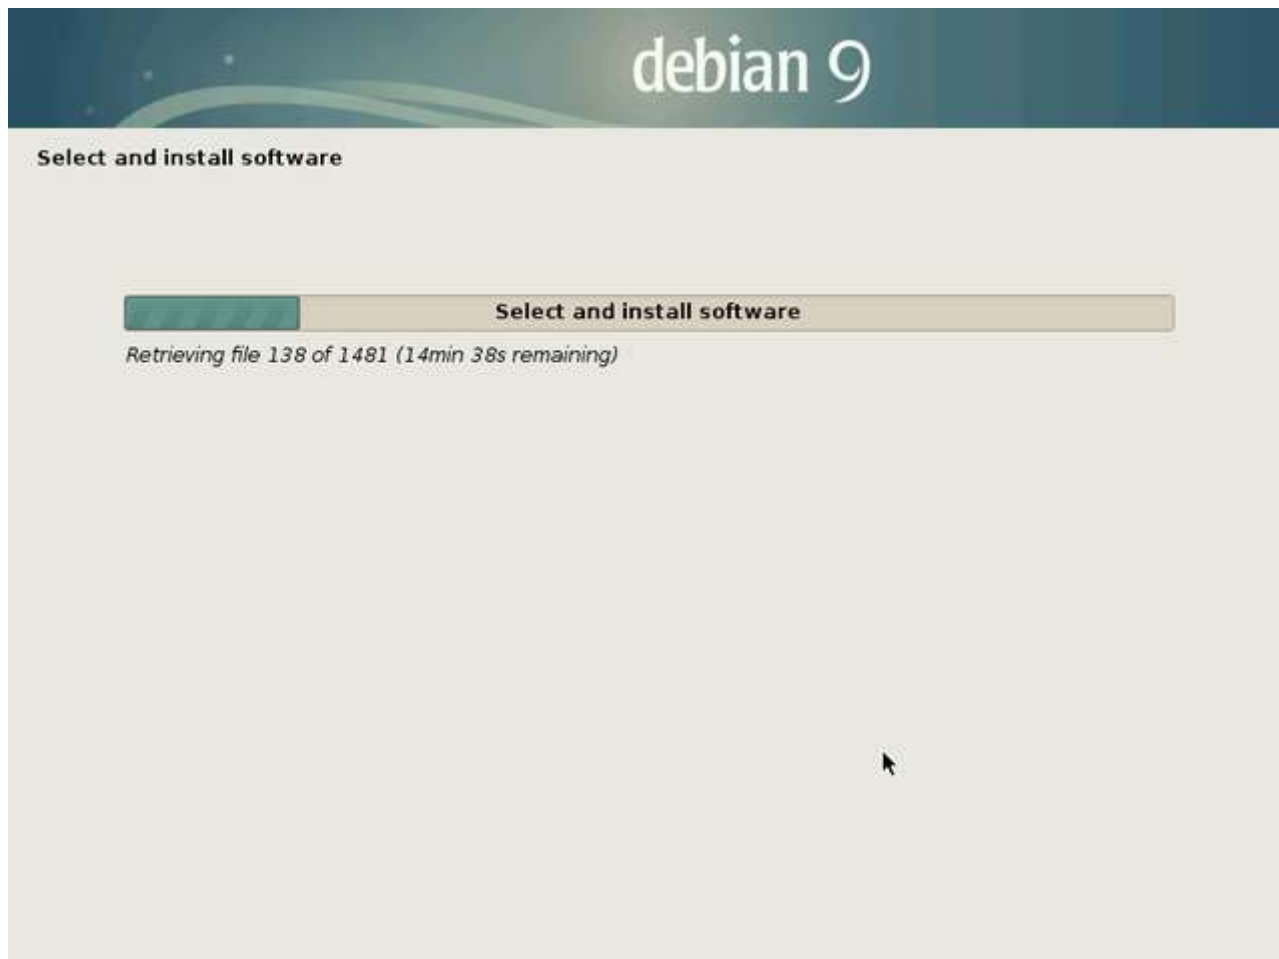 debian 9
Select and install software
Select and install software
Retrieving file 138 of 1481 (14min 38s remaining)